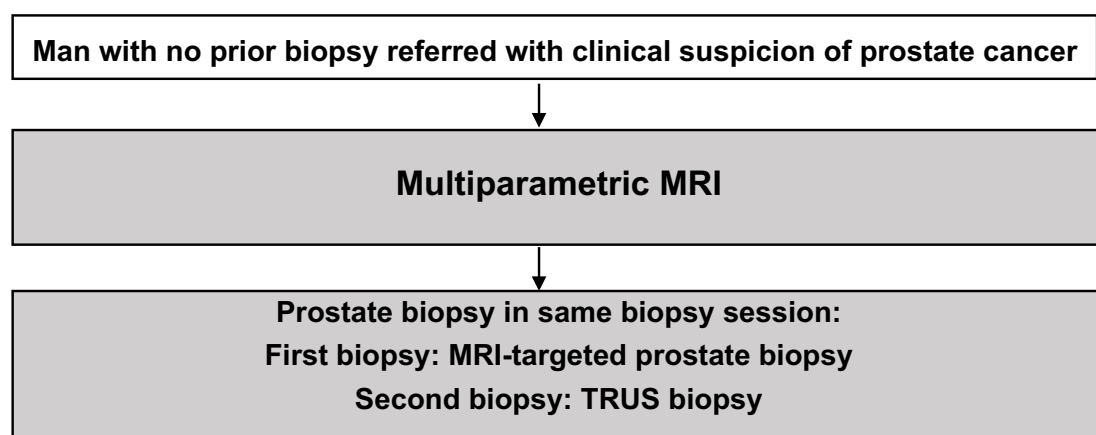 Man with no prior biopsy referred with clinical suspicion of prostate cancer
Multiparametric MRI
Prostate biopsy in same biopsy session:
First biopsy: MRI-targeted prostate biopsy
Second biopsy: TRUS biopsy